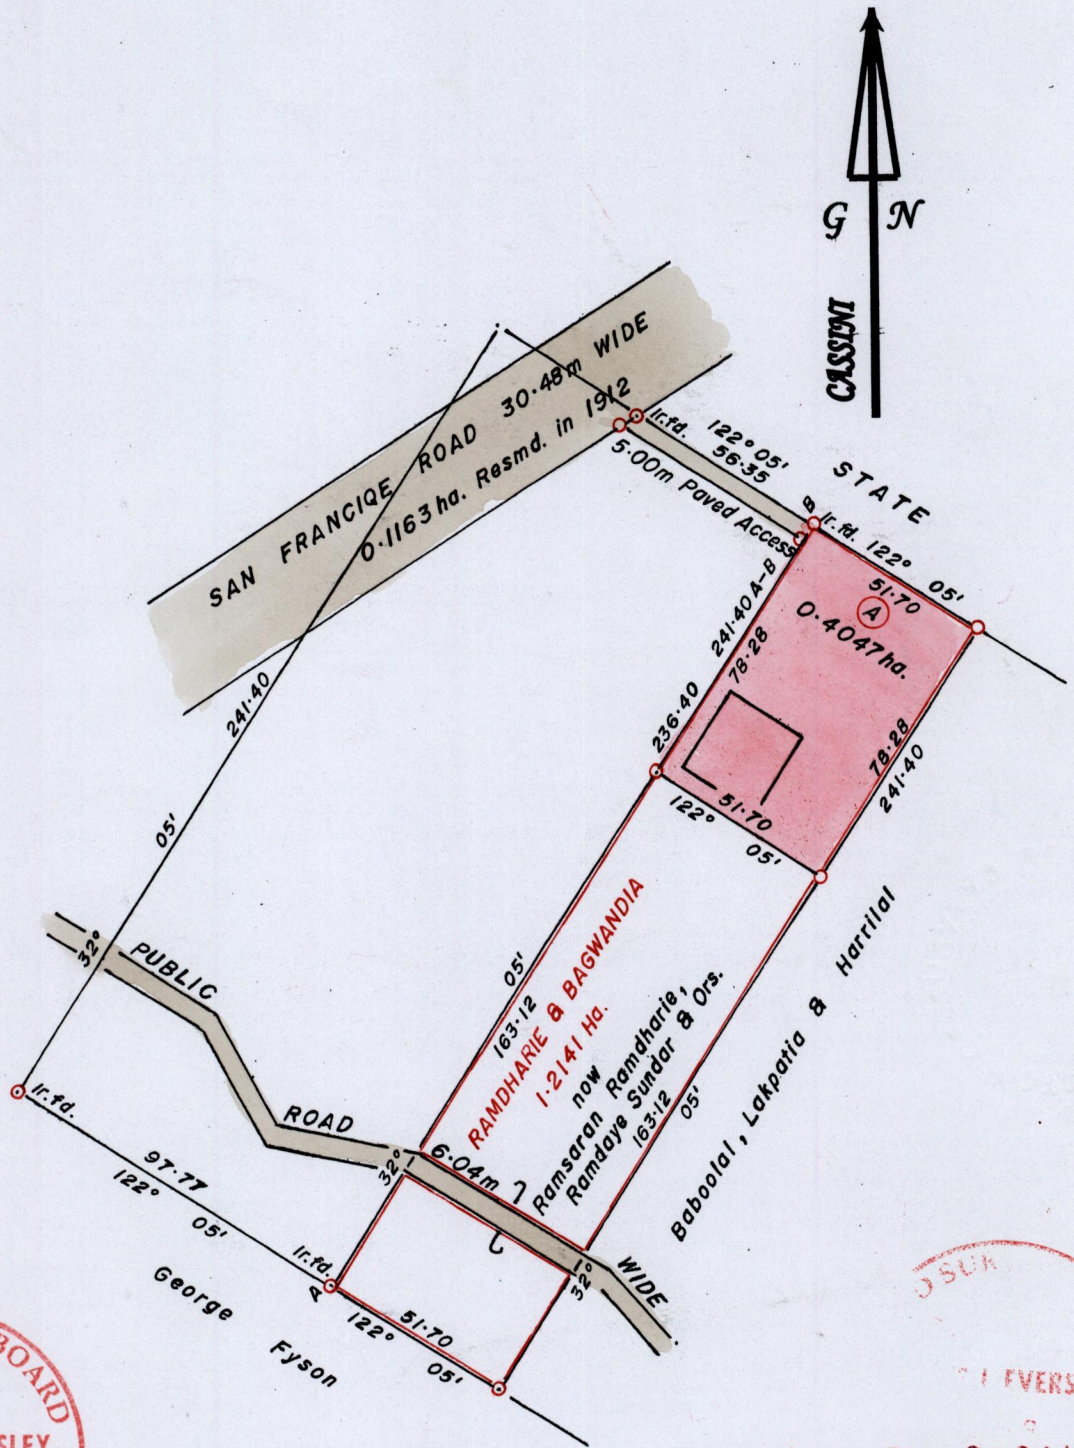 G N
CASSINI
SAN FRANCIQE ROAD 30.48m WIDE
0.1163 ha. Resmd. in 1912
Ir.fd. 122° 05'
56.35
5.00m Paved Access
STATE
B
Ir.fd. 122° 05'
51.70
A
0.4047 ha.
241.40 A-B
78.28
236.40
78.28
241.40
51.70
122° 05'
241.40
05'
32°
PUBLIC
ROAD
05'
163.12
RAMDHARIE & BAGWANDIA
1.2141 Ha.
now
Ramsaran Ramdharie,
Ramdaye Sundar & Ors.
163.12
05'
Baboolal, Lakpatia & Harrilal
Ir.fd.
32°
6.04m
WIDE
32°
97.77
122° 05'
Ir.fd.
A
51.70
122° 05'
George Fyson
BOARD